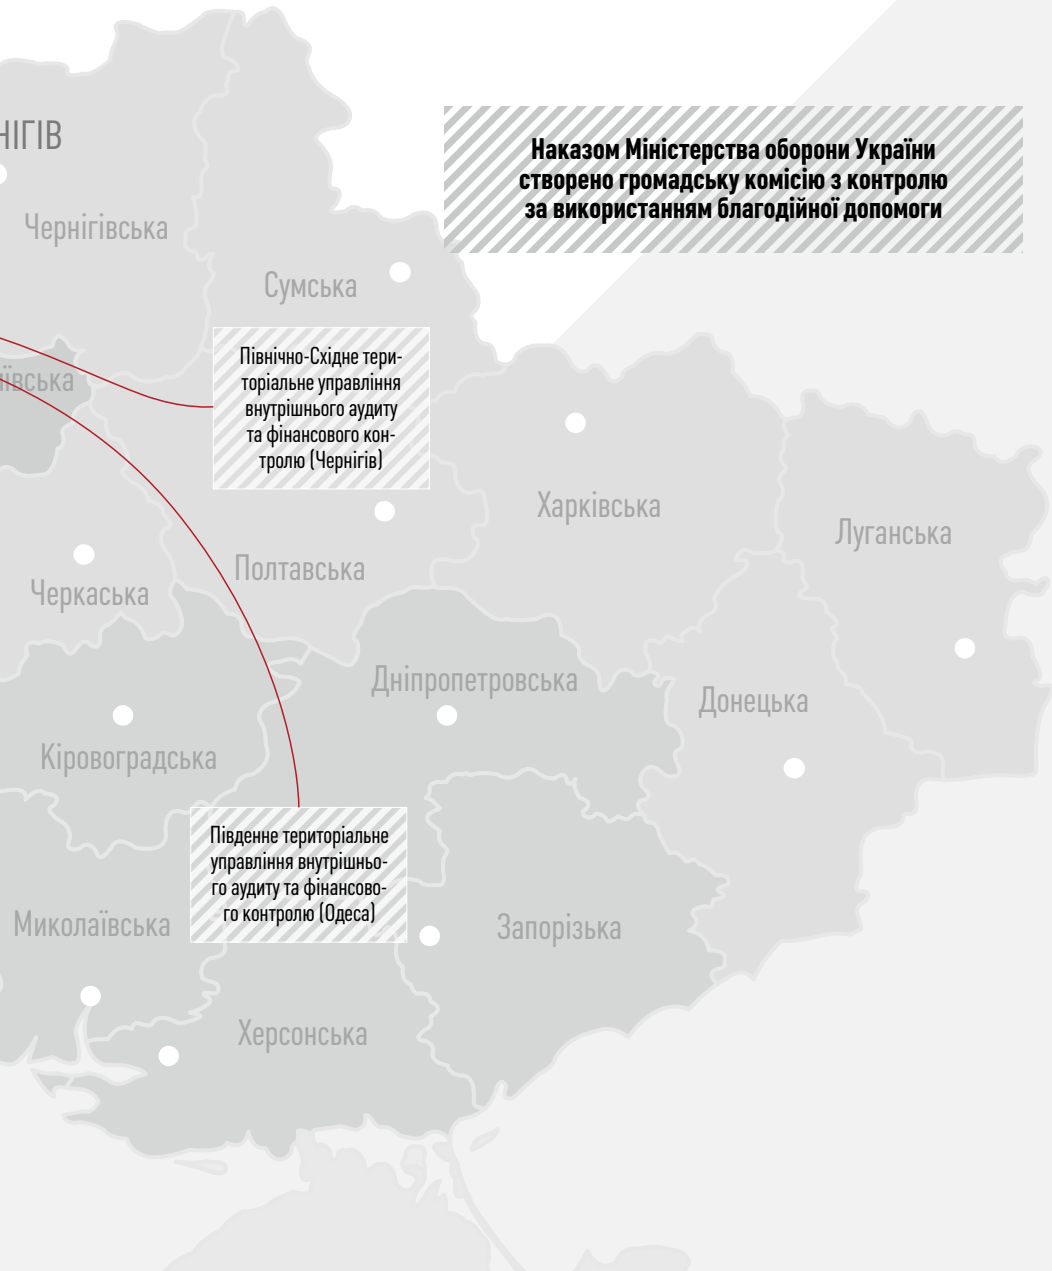 НІГІВ
Наказом Міністерства оборони України
створено громадську комісію з контролю
за використанням благодійної допомоги
Чернігівська
Сумська
Північно-Східне тери-
торіальне управління
внутрішнього аудиту
та фінансового кон-
тролю (Чернігів)
ївська
Харківська
Луганська
Полтавська
Черкаська
Дніпропетровська
Донецька
Кіровоградська
Південне територіальне
управління внутрішньо-
го аудиту та фінансово-
го контролю (Одеса)
Миколаївська
Запорізька
Херсонська